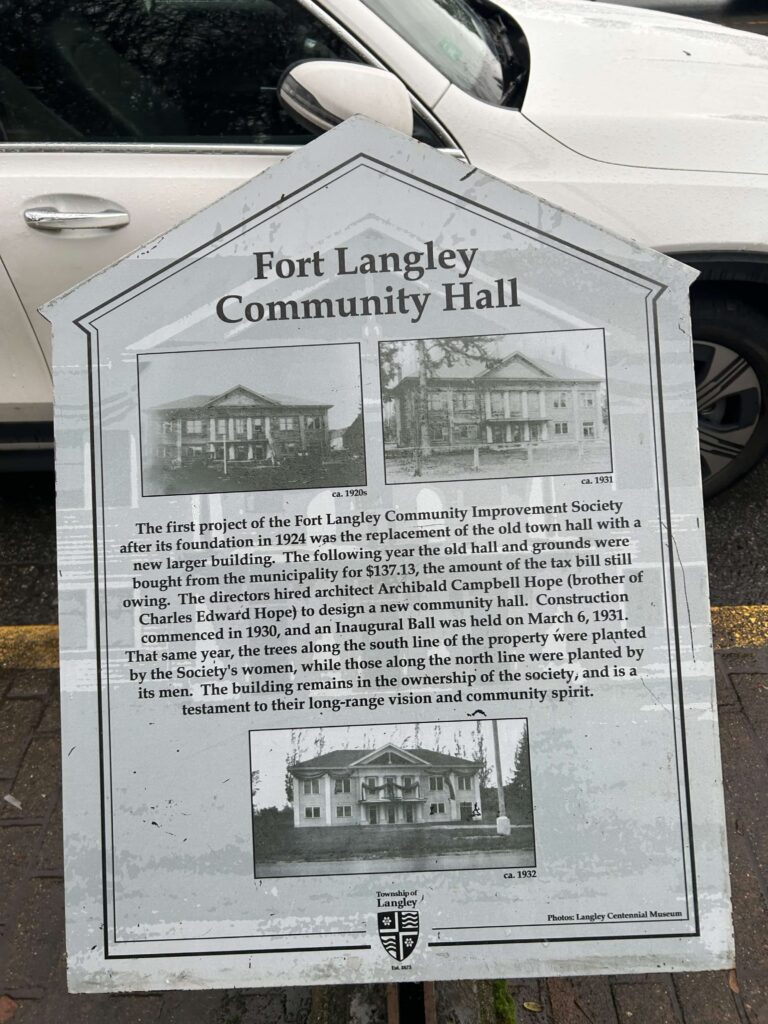 Fort Langley
Community Hall
ca. 1920s
ca. 1931
The first project of the Fort Langley Community Improvement Society
after its foundation in 1924 was the replacement of the old town hall with a
new larger building. The following year the old hall and grounds were
bought from the municipality for $137.13, the amount of the tax bill still
owing. The directors hired architect Archibald Campbell Hope (brother of
Charles Edward Hope) to design a new community hall. Construction
commenced in 1930, and an Inaugural Ball was held on March 6, 1931.
That same year, the trees along the south line of the property were planted
by the Society's women, while those along the north line were planted by
its men. The building remains in the ownership of the society, and is a
testament to their long-range vision and community spirit.
ca. 1932
Township of
Langley
Est. 1873
Photos: Langley Centennial Museum